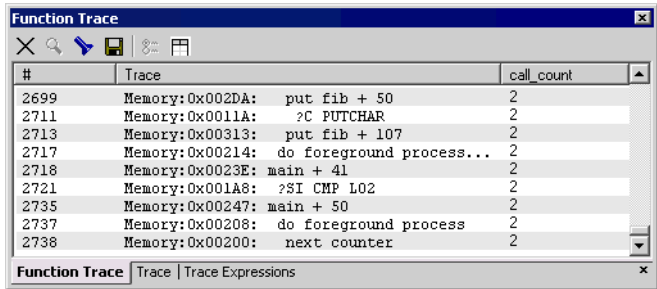 Function Trace
# Trace call_count
2699 Memory:0x002DA: put fib + 50 2
2711 Memory:0x0011A: ?C PUTCHAR 2
2713 Memory:0x00313: put fib + 107 2
2717 Memory:0x00214: do foreground process... 2
2718 Memory:0x0023E: main + 41 2
2721 Memory:0x001A8: ?SI CMP L02 2
2735 Memory:0x00247: main + 50 2
2737 Memory:0x00208: do foreground process 2
2738 Memory:0x00200: next counter 2
Function Trace Trace | Trace Expressions